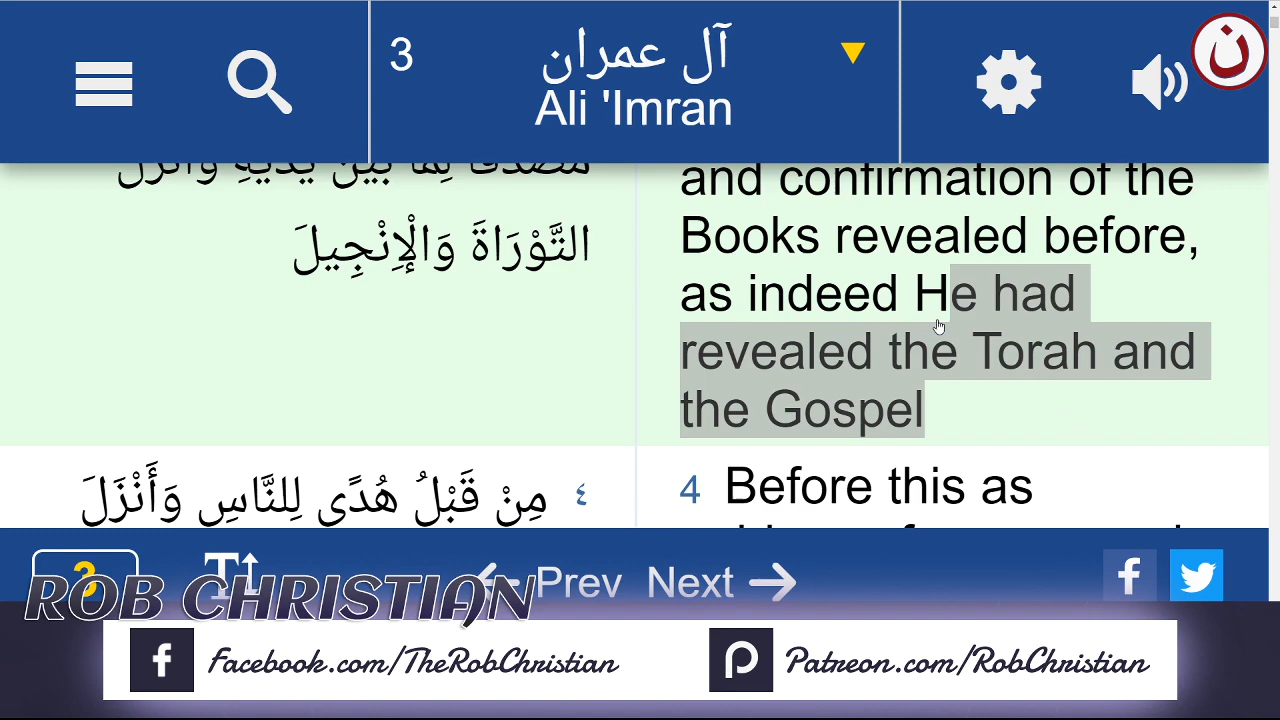 3
آل عمران
Ali 'Imran
ن
مُصَدِّقًا لِمَا بَيْنَ يَدَيْهِ وَأَنْزَلَ
التَّوْرَاةَ وَالْإِنْجِيلَ
and confirmation of the
Books revealed before,
as indeed He had
revealed the Torah and
the Gospel
٤ مِنْ قَبْلُ هُدًى لِلنَّاسِ وَأَنْزَلَ
4 Before this as
3
T
Prev Next
ROB CHRISTIAN
Facebook.com/TheRobChristian
Patreon.com/RobChristian